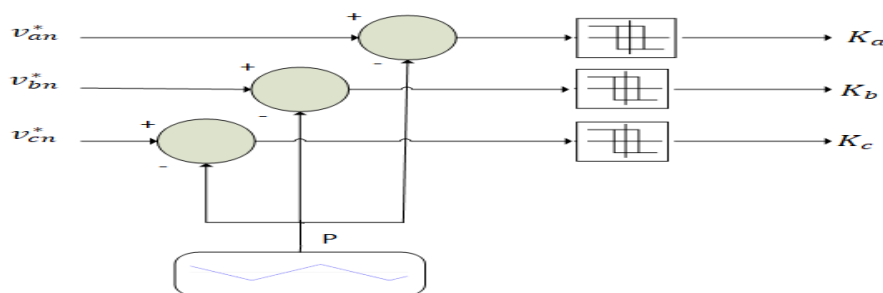 +
v*an Ka
+ -
v*bn Kb
+ -
v*cn Kc
-
P